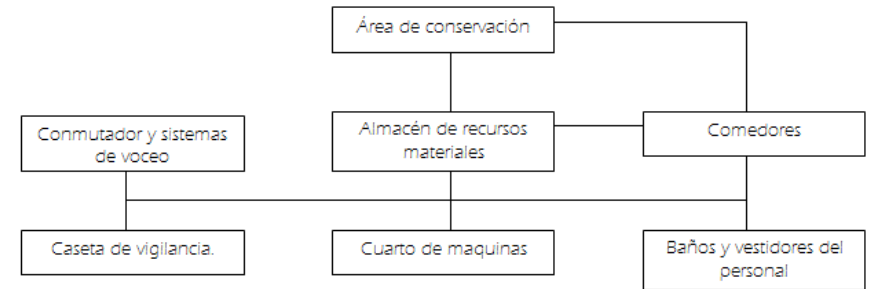 Área de conservación
Conmutador y sistemas
de voceo
Almacén de recursos
materiales
Comedores
Caseta de vigilancia.
Cuarto de maquinas
Baños y vestidores del
personal